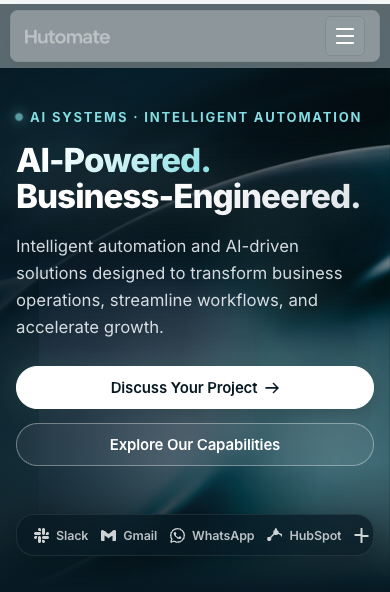 Hutomate
AI SYSTEMS · INTELLIGENT AUTOMATION
AI-Powered.
Business-Engineered.
Intelligent automation and AI-driven
solutions designed to transform business
operations, streamline workflows, and
accelerate growth.
Discuss Your Project →
Explore Our Capabilities
Slack Gmail WhatsApp HubSpot